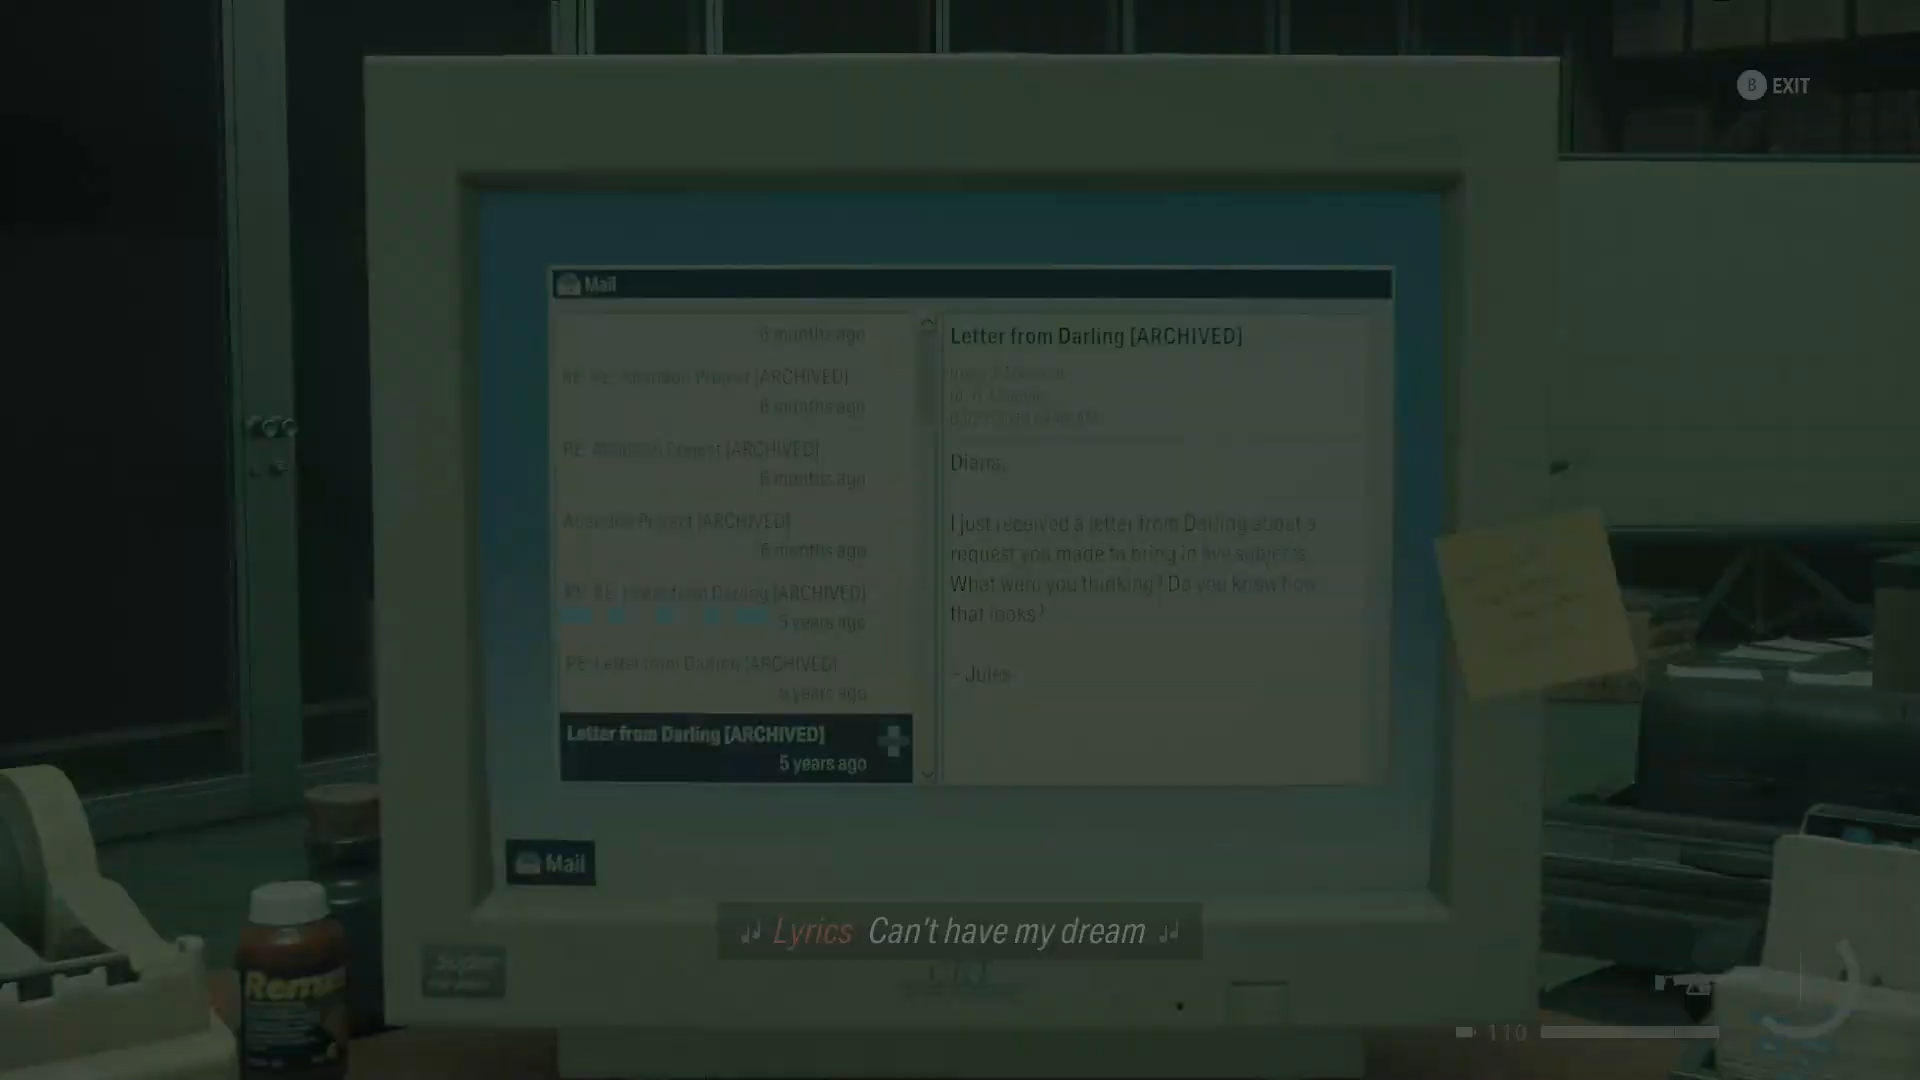 B EXIT
Mail
6 months ago
RE: RE: Abandon Project [ARCHIVED]
6 months ago
RE: Abandon Project [ARCHIVED]
6 months ago
Abandon Project [ARCHIVED]
6 months ago
RE: RE: Letter from Darling [ARCHIVED]
5 years ago
RE: Letter from Darling [ARCHIVED]
5 years ago
Letter from Darling [ARCHIVED]
5 years ago
Letter from Darling [ARCHIVED]
Diana,
I just received a letter from Darling about a
request you made to bring in live subjects.
What were you thinking? Do you know how
that looks?
- Jules
Mail
Lyrics Can't have my dream
Super
110